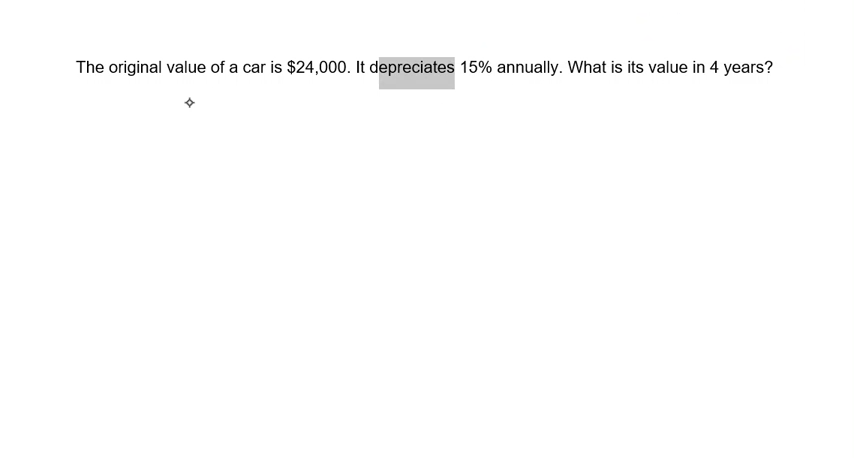 The original value of a car is $24,000. It depreciates 15% annually. What is its value in 4 years?